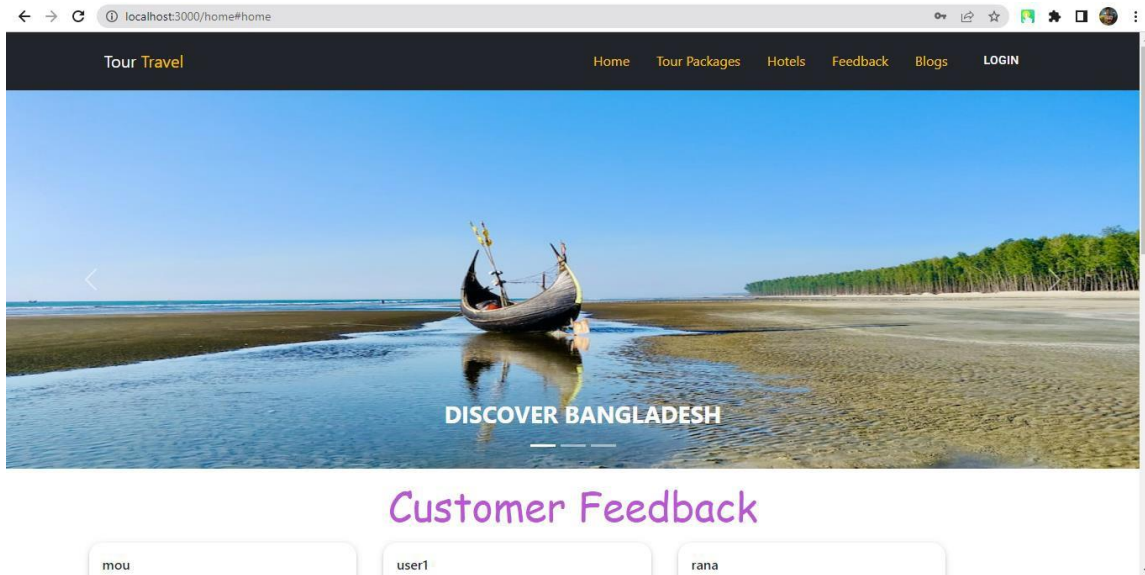 localhost:3000/home#home
Tour Travel Home Tour Packages Hotels Feedback Blogs LOGIN
DISCOVER BANGLADESH
Customer Feedback
mou user1 rana